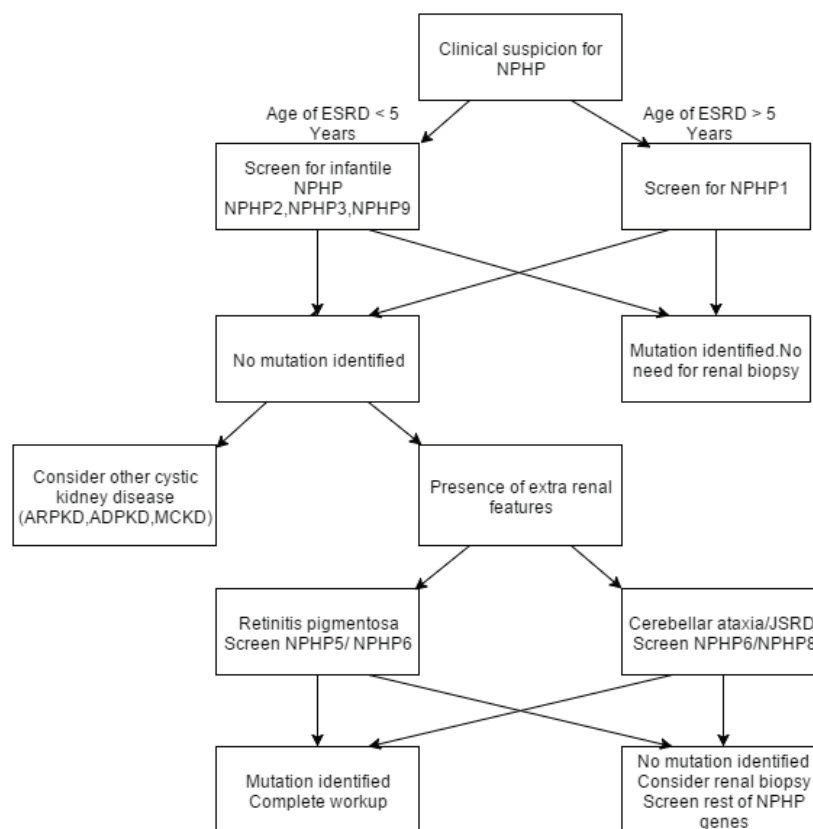 Clinical suspicion for
NPHP
Age of ESRD < 5
Years
Age of ESRD > 5
Years
Screen for infantile
NPHP
NPHP2,NPHP3,NPHP9
Screen for NPHP1
No mutation identified
Mutation identified.No
need for renal biopsy
Consider other cystic
kidney disease
(ARPKD,ADPKD,MCKD)
Presence of extra renal
features
Retinitis pigmentosa
Screen NPHP5/ NPHP6
Cerebellar ataxia/JSRD
Screen NPHP6/NPHP8
Mutation identified
Complete workup
No mutation identified
Consider renal biopsy
Screen rest of NPHP
genes